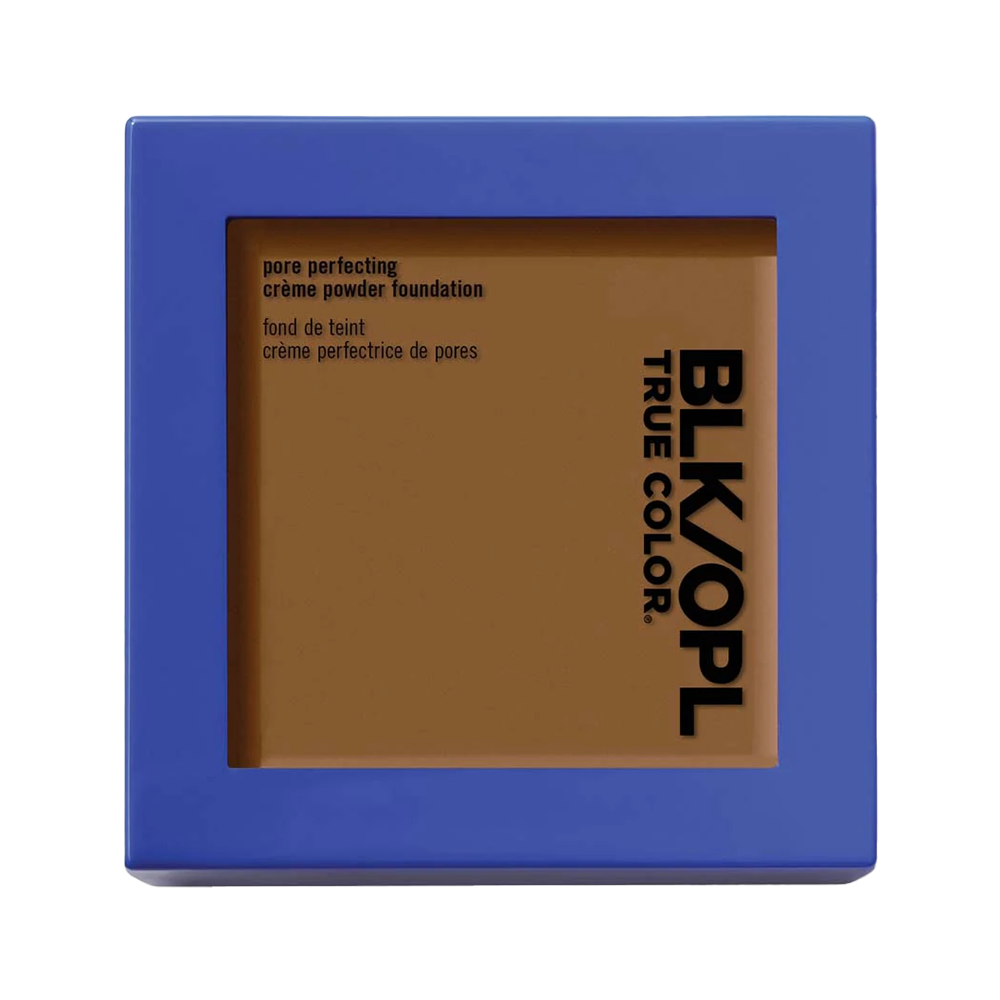 pore perfecting
crème powder foundation
fond de teint
crème perfectrice de pores
BLK/OPL
TRUE COLOR®